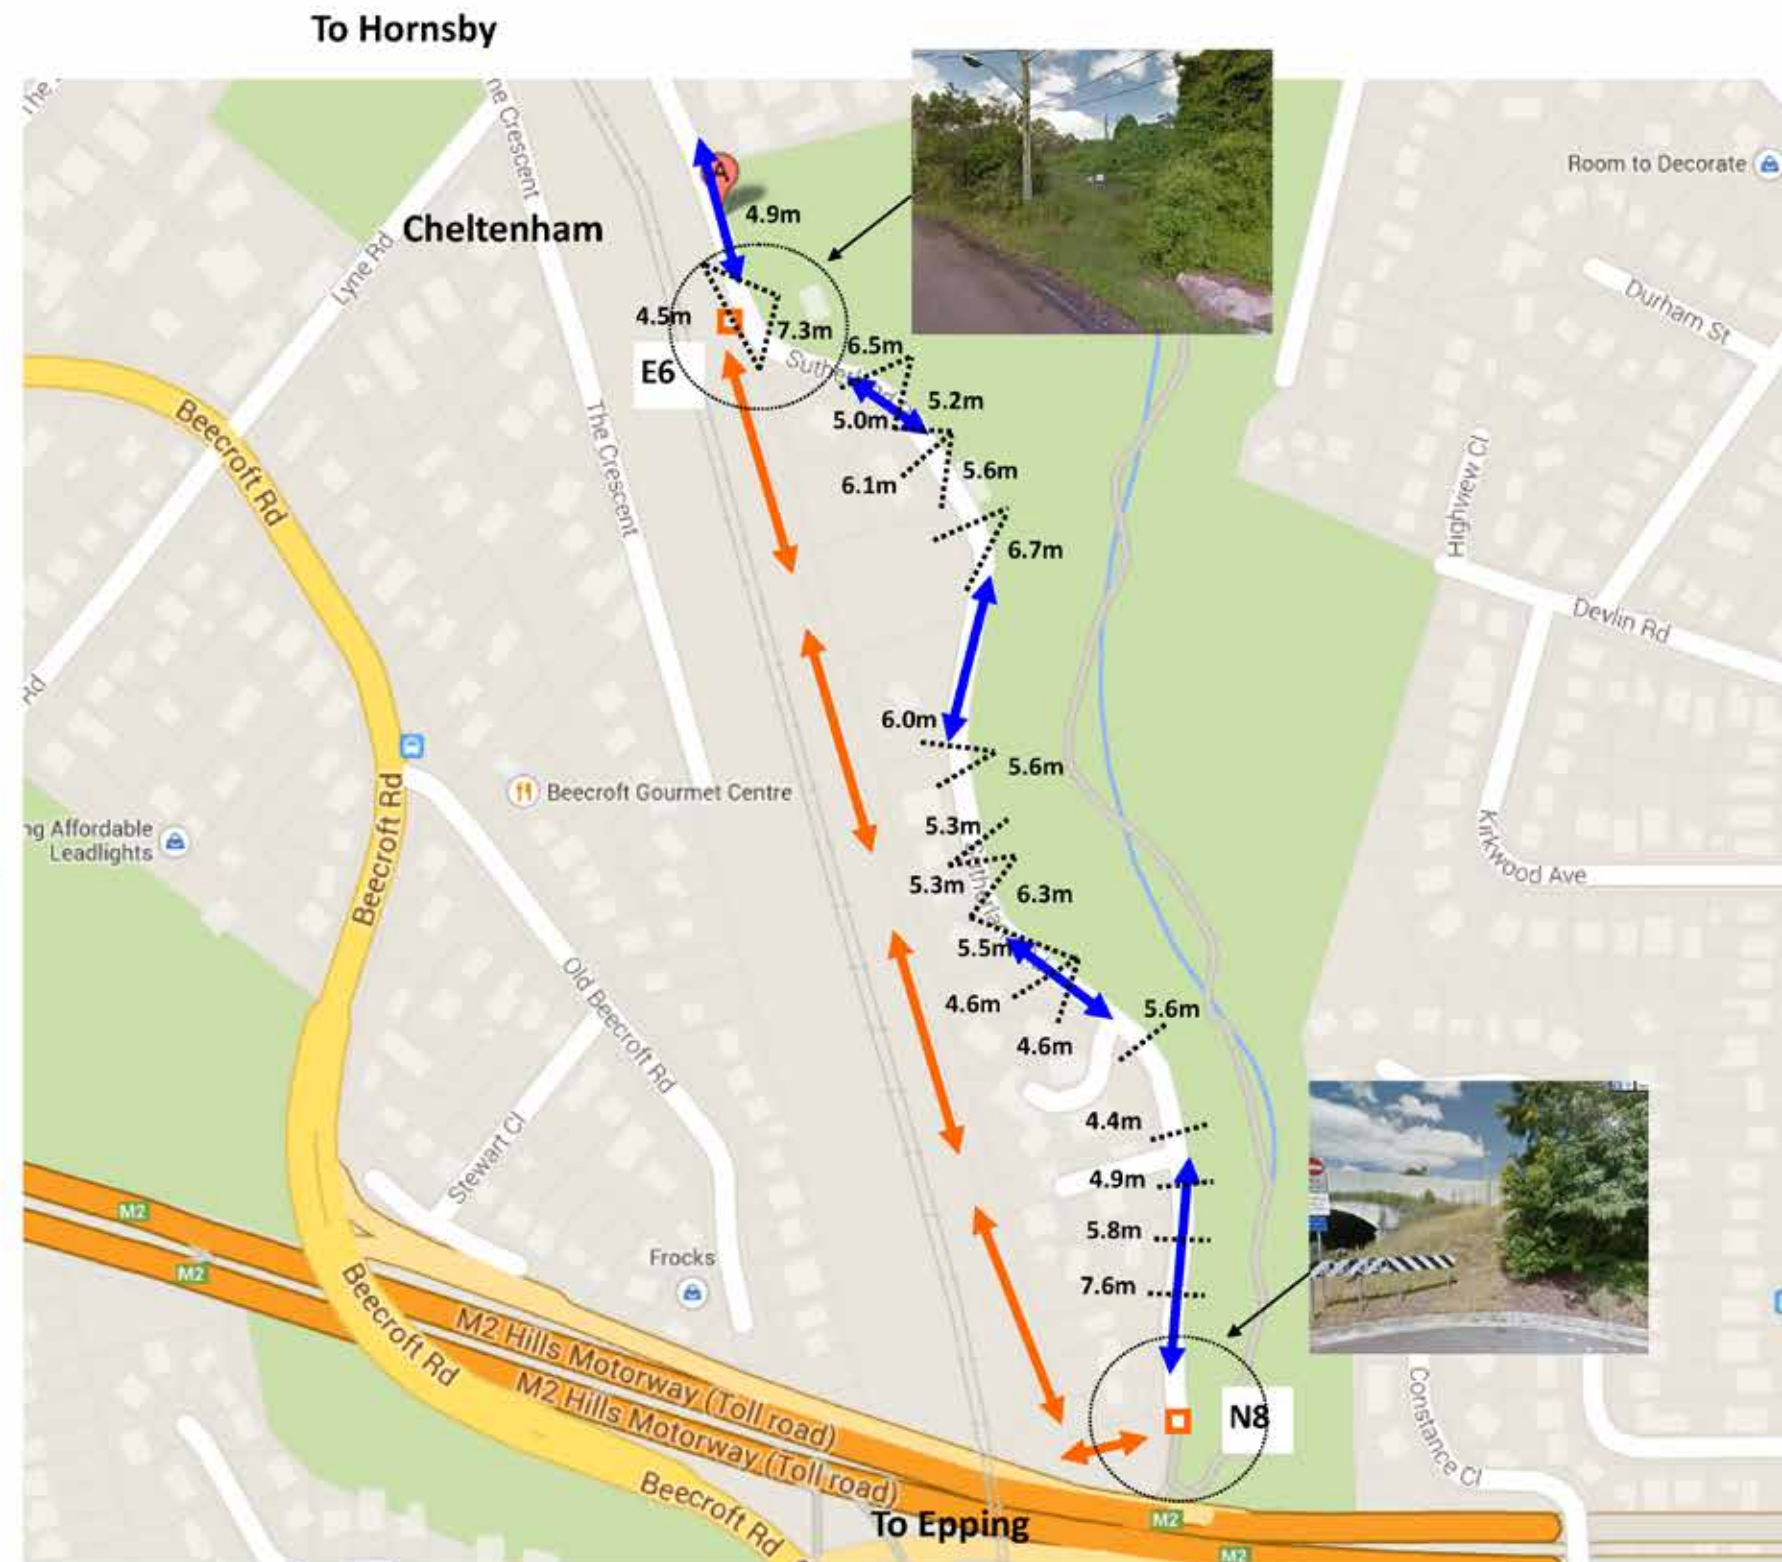 To Hornsby
The
ne Crescent
Room to Decorate
A
4.9m
Cheltenham
Lyne Rd
Durham St
4.5m
7.3m
6.5m
E6
5.2m
5.0m
Beecroft Rd
The Crescent
6.1m
5.6m
Highview Cl
6.7m
Devlin Rd
Rd
6.0m
5.6m
Beecroft Gourmet Centre
Beecroft Rd
ng Affordable
Leadlights
5.3m
5.3m
6.3m
Kirkwood Ave
5.5m
4.6m
5.6m
Old Beecroft Rd
4.6m
4.4m
Stewart Cl
4.9m
M2
5.8m
M2
Frocks
7.6m
Beecroft Rd
M2 Hills Motorway (Toll road)
M2 Hills Motorway (Toll road)
N8
Constance Cl
Beecroft Rd
To Epping
M2
M2